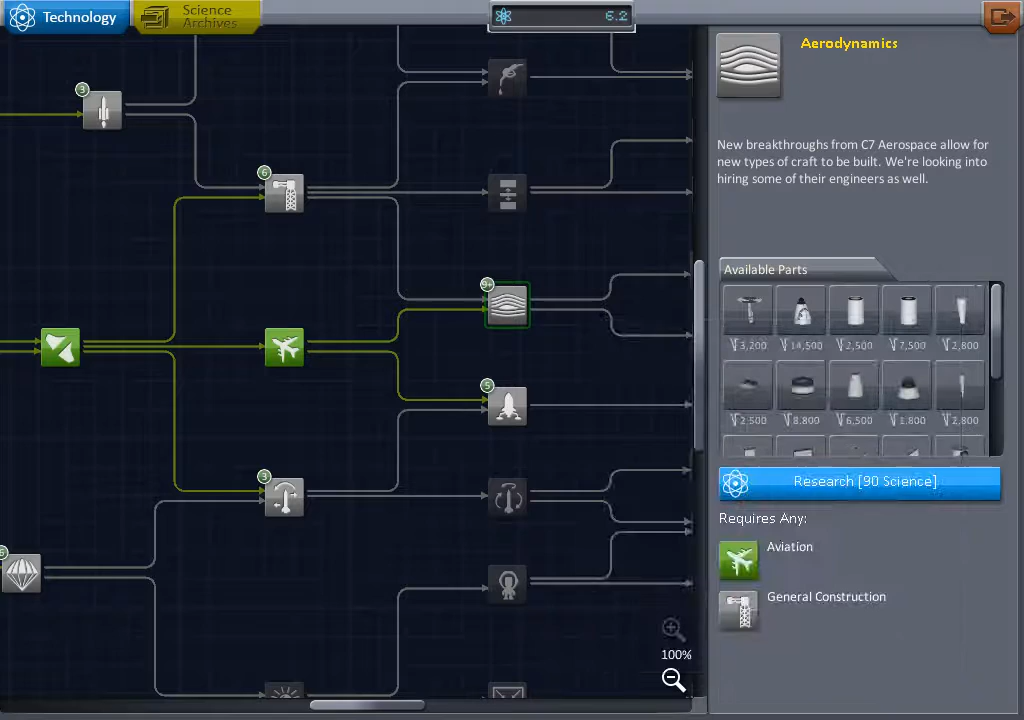 Technology
Science
Archives
6.2
Aerodynamics
New breakthroughs from C7 Aerospace allow for
new types of craft to be built. We're looking into
hiring some of their engineers as well.
3
6
9+
5
3
6
Available Parts
√3,200 √14,500 √2,500 √7,500 √2,800
√2,500 √8,800 √6,500 √1,800 √2,800
Research [90 Science]
Requires Any:
Aviation
General Construction
100%